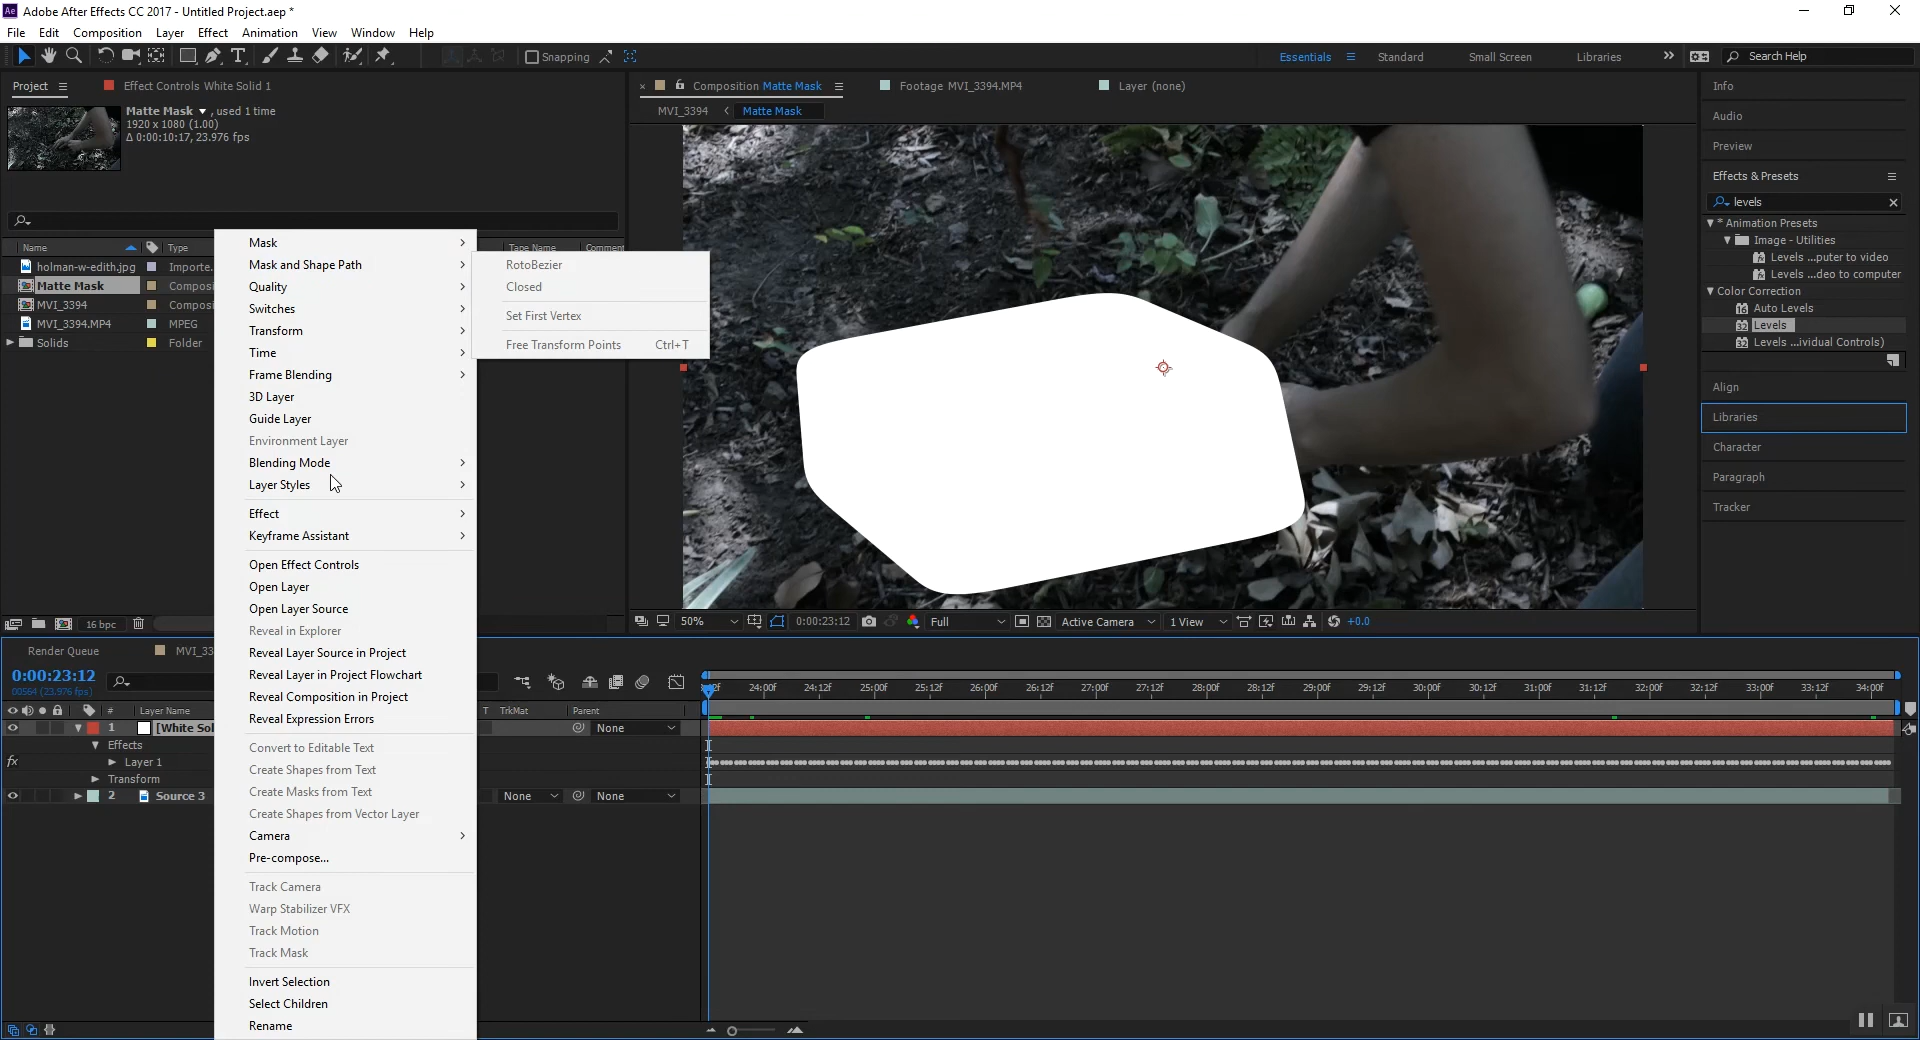 Adobe After Effects CC 2017 - Untitled Project.aep *
File Edit Composition Layer Effect Animation View Window Help
Snapping Essentials Standard Small Screen Libraries Search Help
Project Effect Controls White Solid 1
Matte Mask , used 1 time
1920 x 1080 (1.00)
Δ 0:00:10:17, 23.976 fps
Name Type Tape Name Comment
holman-w-edith.jpg Importe...
Matte Mask Composi
MVI_3394 Composi
MVI_3394.MP4 MPEG
Solids Folder
16 bpc
Composition Matte Mask Footage MVI_3394.MP4 Layer (none)
MVI_3394 Matte Mask
50% 0:00:23:12 Full Active Camera 1 View +0.0
Mask
Mask and Shape Path
Quality
Switches
Transform
Time
Frame Blending
3D Layer
Guide Layer
Environment Layer
Blending Mode
Layer Styles
Effect
Keyframe Assistant
Open Effect Controls
Open Layer
Open Layer Source
Reveal in Explorer
Reveal Layer Source in Project
Reveal Layer in Project Flowchart
Reveal Composition in Project
Reveal Expression Errors
Convert to Editable Text
Create Shapes from Text
Create Masks from Text
Create Shapes from Vector Layer
Camera
Pre-compose...
Track Camera
Warp Stabilizer VFX
Track Motion
Track Mask
Invert Selection
Select Children
Rename
RotoBezier
Closed
Set First Vertex
Free Transform Points Ctrl+T
Info
Audio
Preview
Effects & Presets
levels
* Animation Presets
Image - Utilities
Levels ...puter to video
Levels ...deo to computer
Color Correction
Auto Levels
Levels
Levels ...ividual Controls)
Align
Libraries
Character
Paragraph
Tracker
Render Queue MVI_33
0:00:23:12
00564 (23.976 fps)
# Layer Name T TrkMat Parent
1 [White Sol None
Effects
fx Layer 1
Transform
2 Source 3 None None
24:00f 24:12f 25:00f 25:12f 26:00f 26:12f 27:00f 27:12f 28:00f 28:12f 29:00f 29:12f 30:00f 30:12f 31:00f 31:12f 32:00f 32:12f 33:00f 33:12f 34:00f